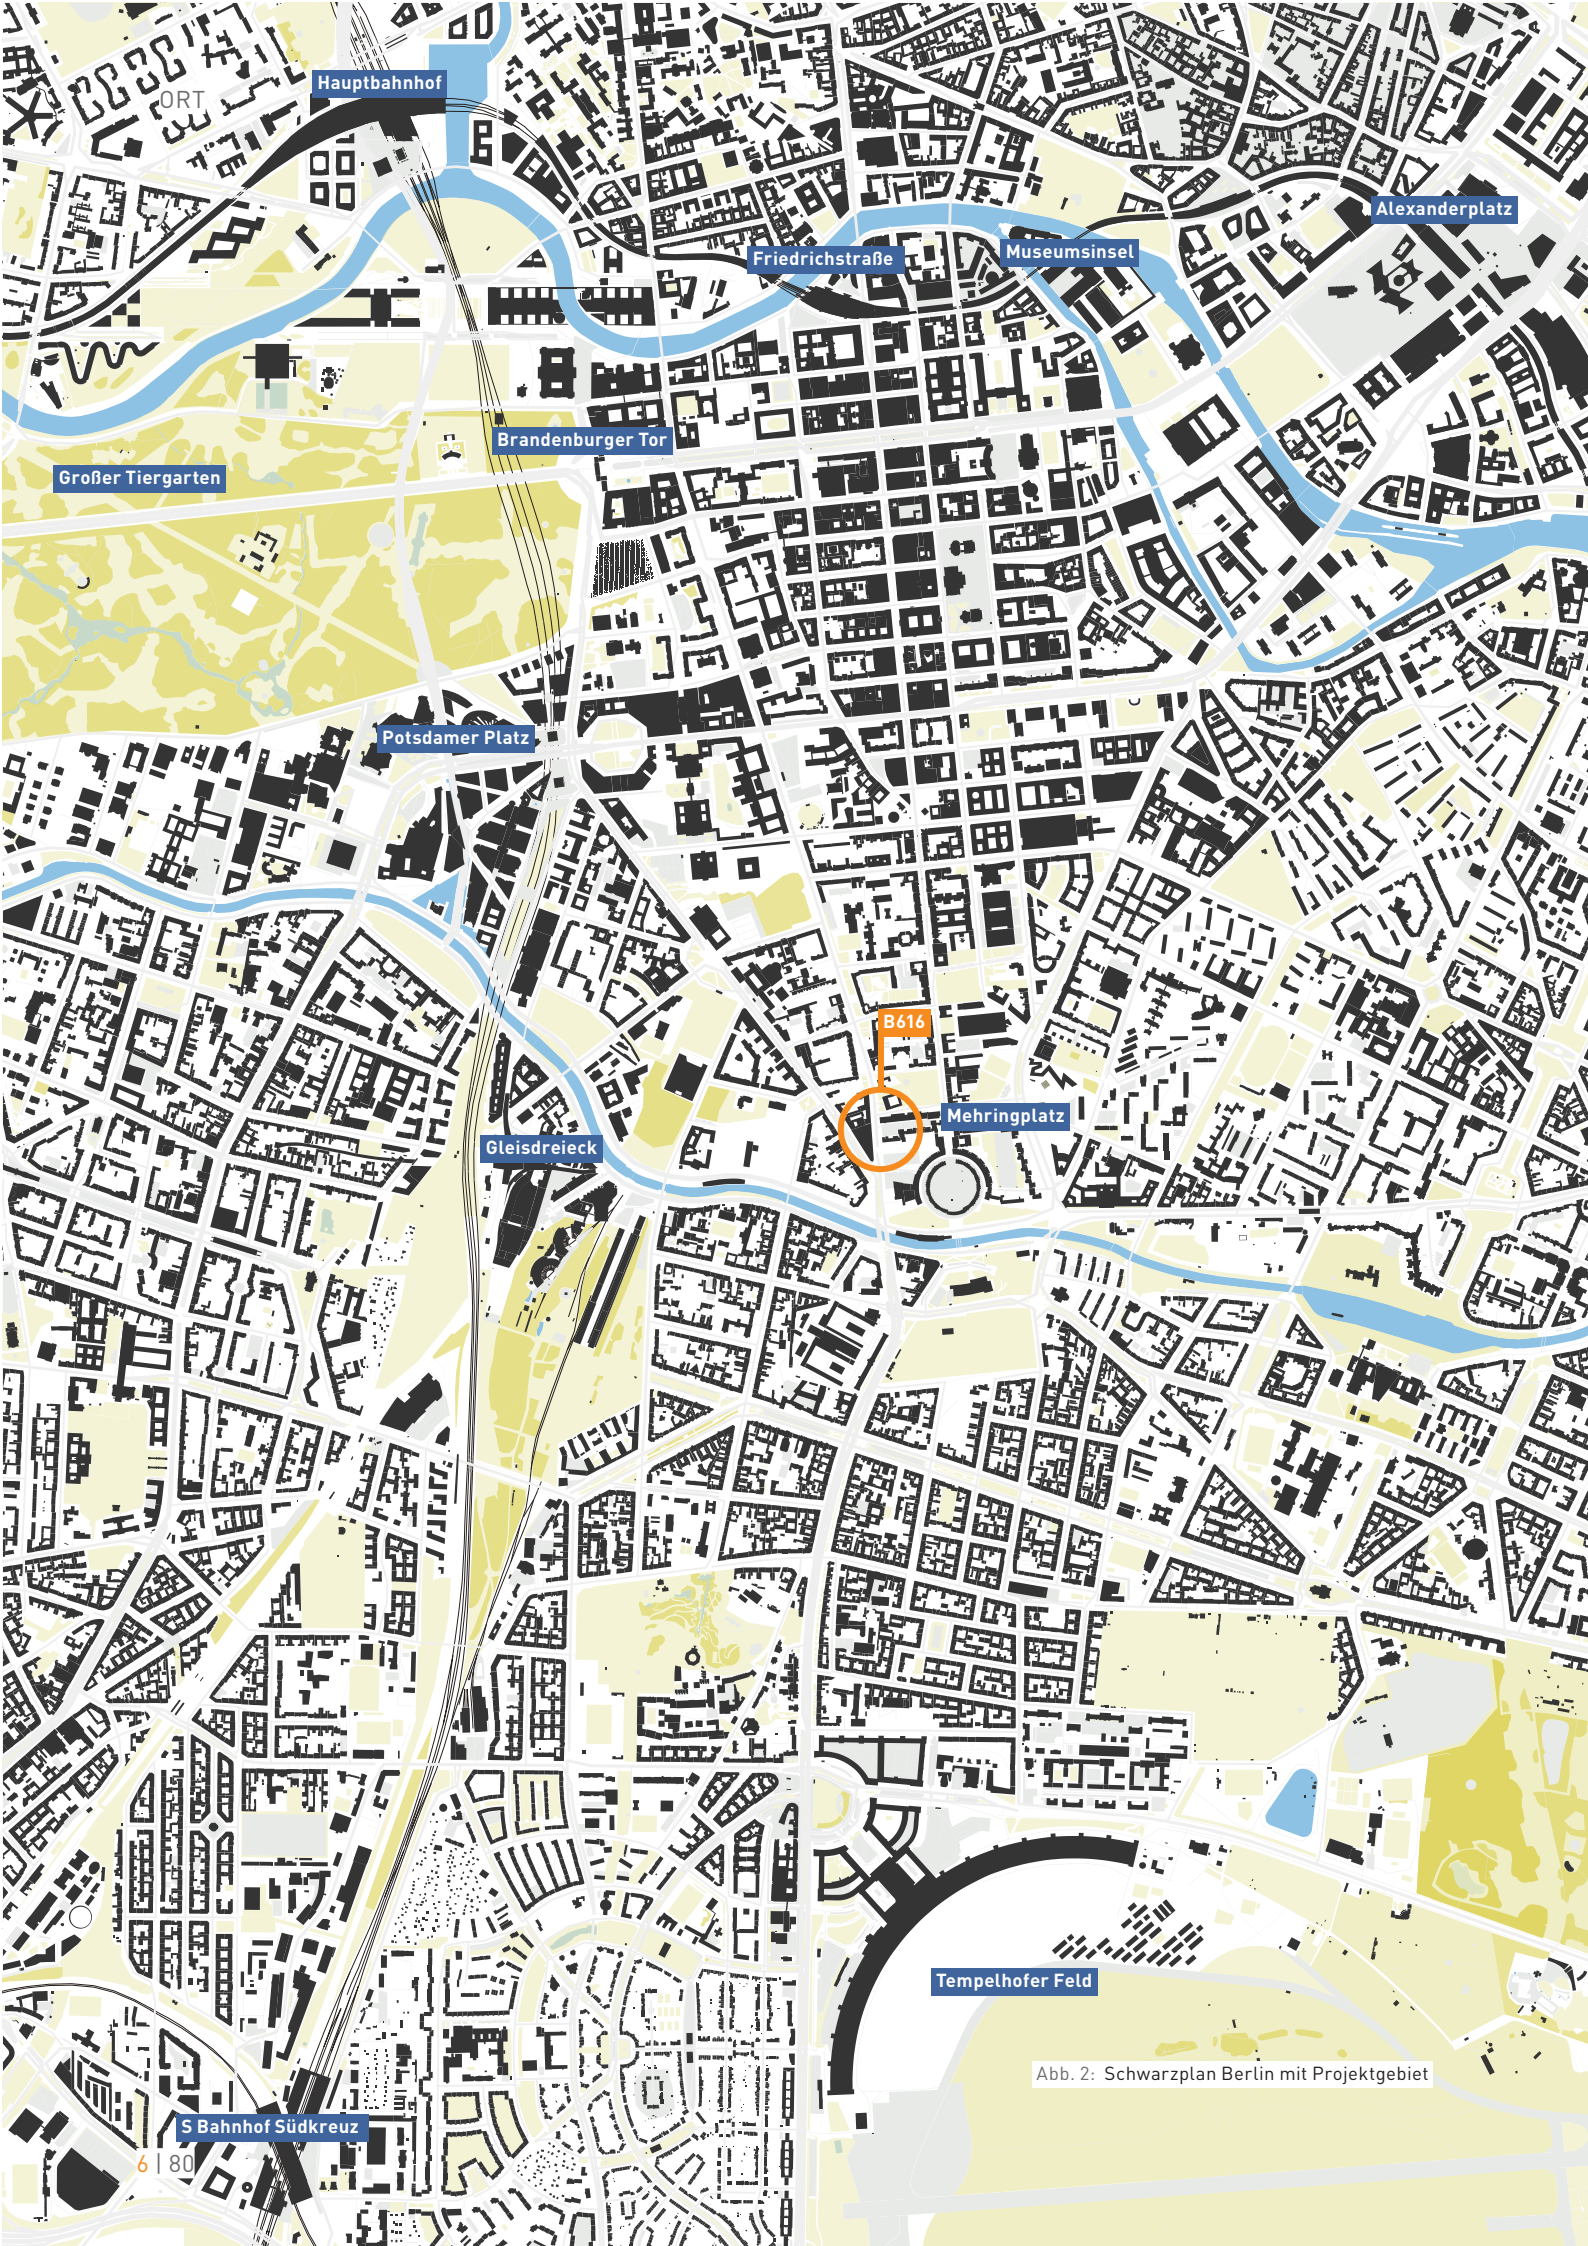 Hauptbahnhof
ORT
Alexanderplatz
Friedrichstraße
Museumsinsel
Brandenburger Tor
Großer Tiergarten
Potsdamer Platz
B616
Mehringplatz
Gleisdreieck
Tempelhofer Feld
Abb. 2: Schwarzplan Berlin mit Projektgebiet
S Bahnhof Südkreuz
6 | 80